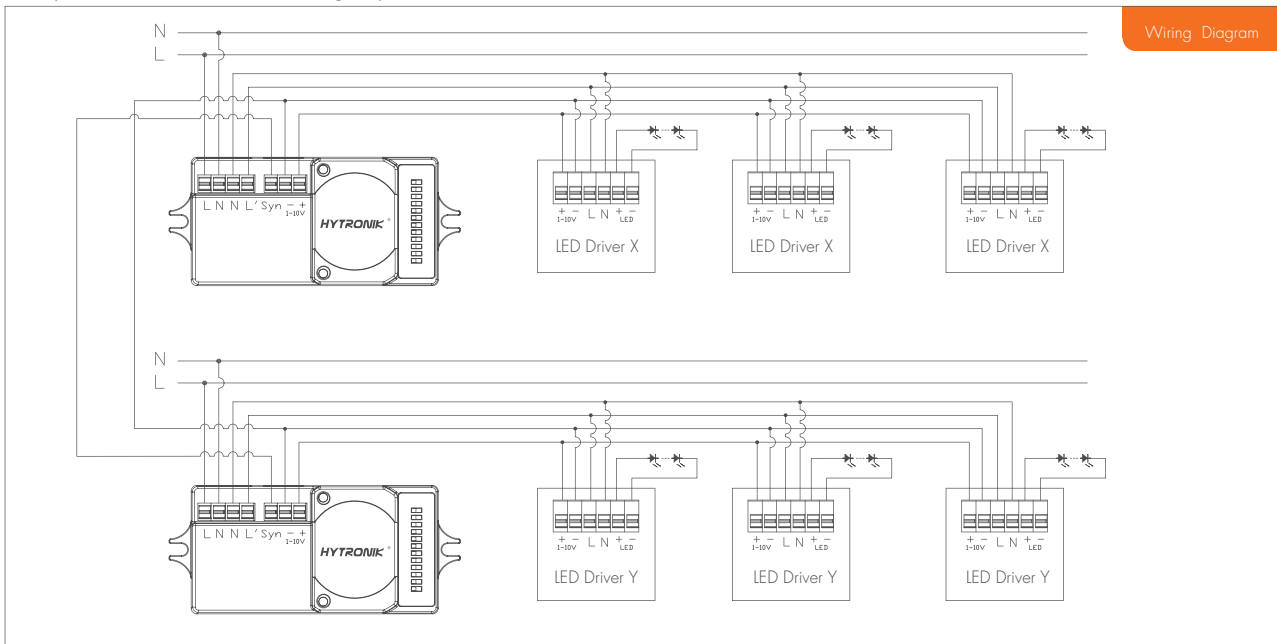 Wiring Diagram
N
L
L N N L' Syn - +
1-10V
HYTRONIK®
+ - L N + -
1-10V LED
LED Driver X
+ - L N + -
1-10V LED
LED Driver X
+ - L N + -
1-10V LED
LED Driver X
N
L
L N N L' Syn - +
1-10V
HYTRONIK®
+ - L N + -
1-10V LED
LED Driver Y
+ - L N + -
1-10V LED
LED Driver Y
+ - L N + -
1-10V LED
LED Driver Y